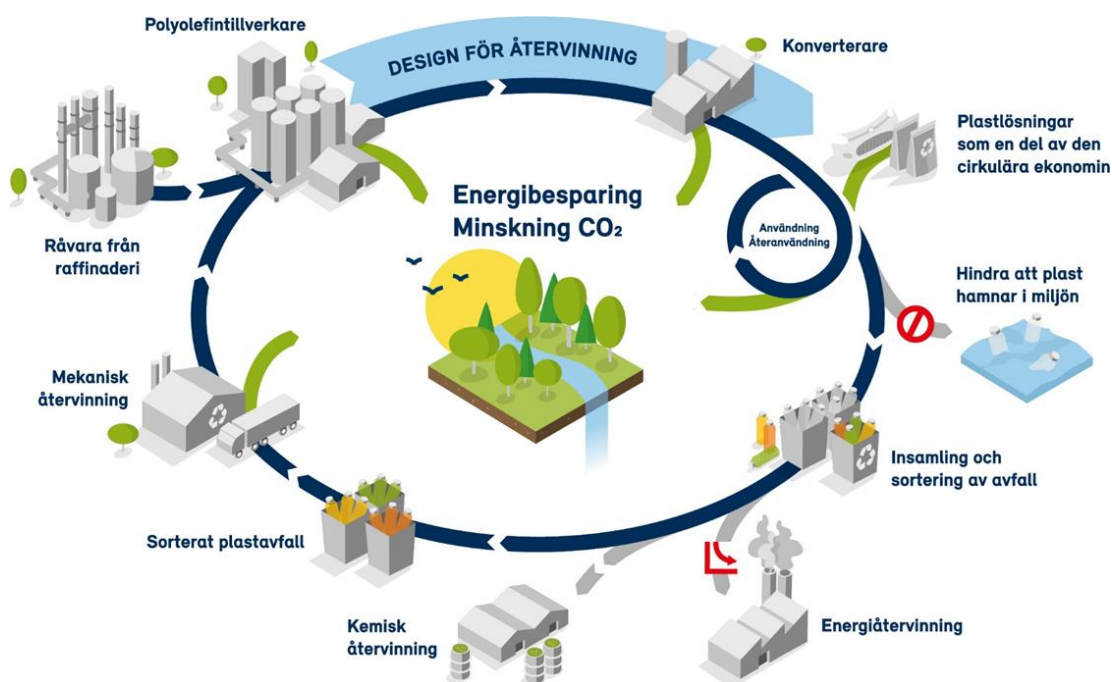 Polyolefintillverkare
DESIGN FÖR ÅTERVINNING
Konverterare
Plastlösningar
som en del av den
cirkulära ekonomin
Energibesparing
Minskning CO₂
Användning
Återanvändning
Råvara från
raffinaderi
Hindra att plast
hamnar i miljön
Mekanisk
återvinning
Insamling och
sortering av avfall
Sorterat plastavfall
Kemisk
återvinning
Energiåtervinning